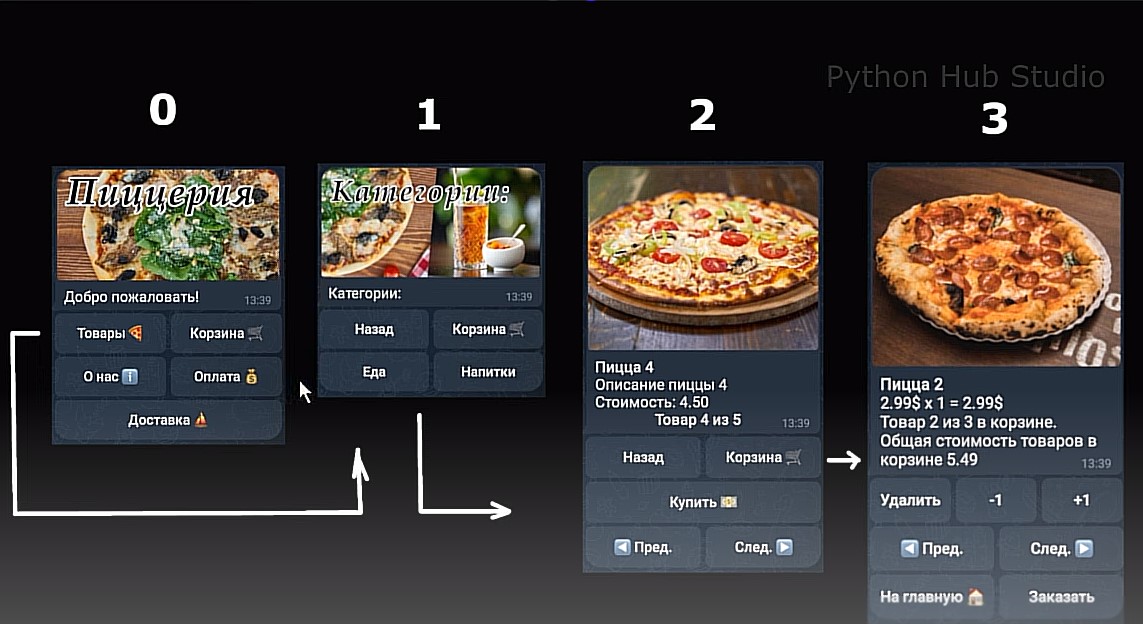 Python Hub Studio
0
1
2
3
Пиццерия
Добро пожаловать!
13:39
Товары🍕
Корзина🛒
О нас ℹ️
Оплата 💰
Доставка ⛵
Категории:
Категории:
13:39
Назад
Корзина🛒
Еда
Напитки
Пицца 4
Описание пиццы 4
Стоимость: 4.50
Товар 4 из 5
13:39
Назад
Корзина🛒
Купить 💵
◀️ Пред.
След. ▶️
Пицца 2
2.99$ x 1 = 2.99$
Товар 2 из 3 в корзине.
Общая стоимость товаров в
корзине 5.49
13:39
Удалить
-1
+1
◀️ Пред.
След. ▶️
На главную 🏠
Заказать